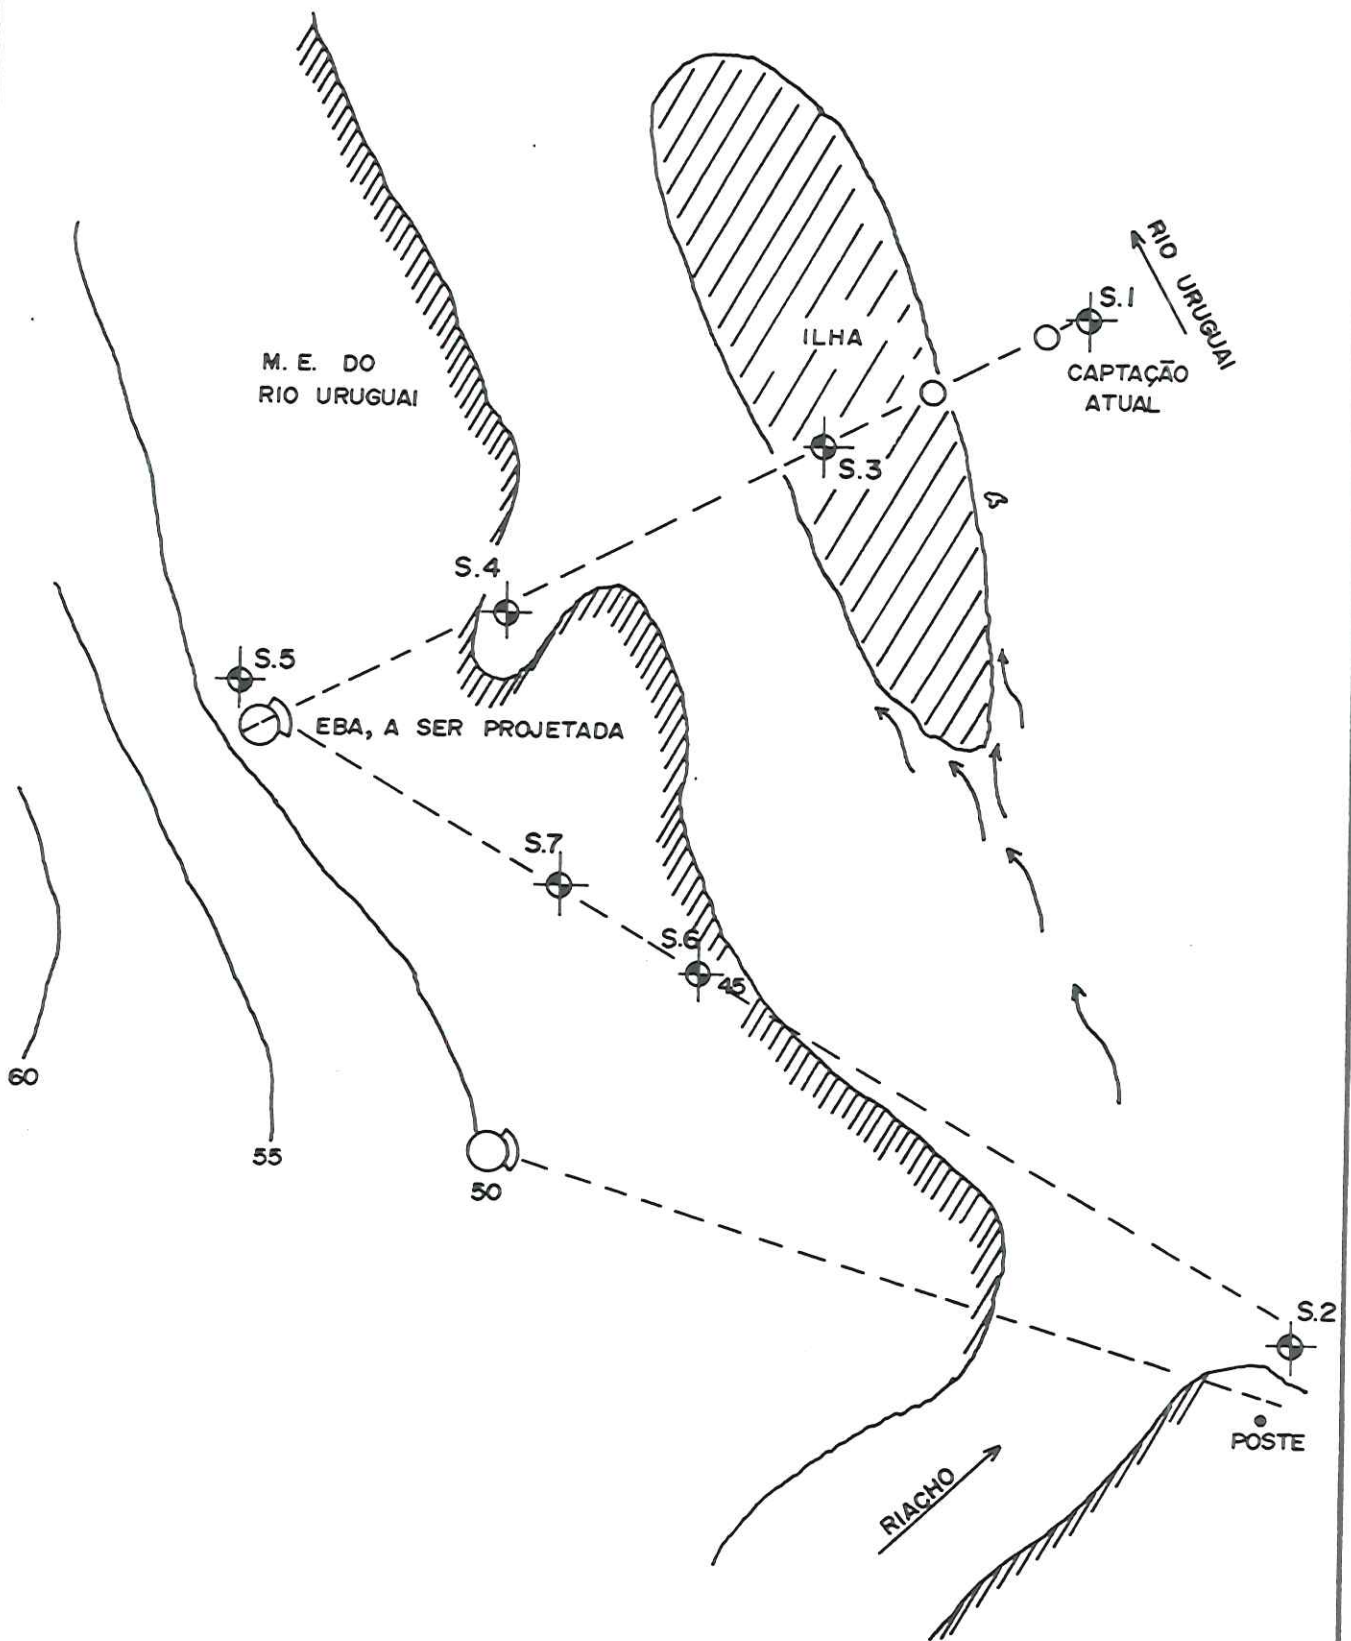 RIO URUGUAI
S.1
CAPTAÇÃO
ATUAL
ILHA
M. E. DO
RIO URUGUAI
S.3
S.4
S.5
EBA, A SER PROJETADA
S.7
S.6
45
60
55
50
S.2
POSTE
RIACHO